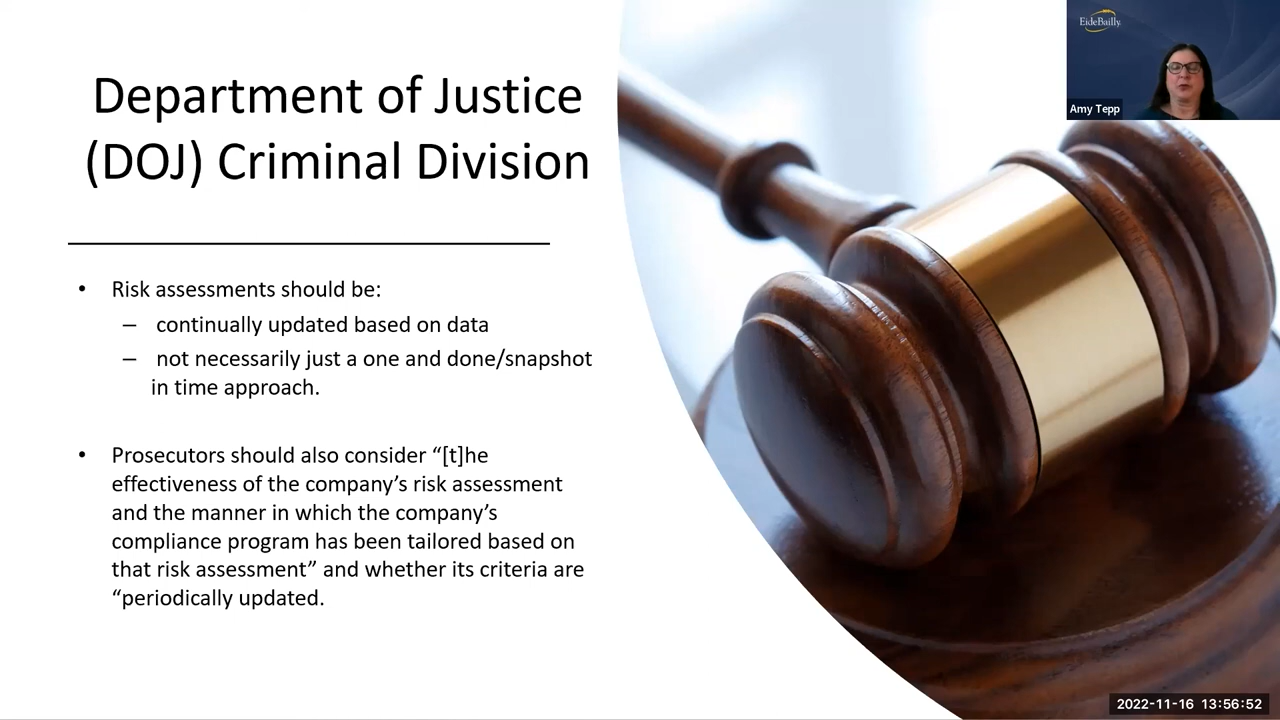 Department of Justice
(DOJ) Criminal Division
• Risk assessments should be:
– continually updated based on data
– not necessarily just a one and done/snapshot
in time approach.
• Prosecutors should also consider “[t]he
effectiveness of the company’s risk assessment
and the manner in which the company’s
compliance program has been tailored based on
that risk assessment” and whether its criteria are
“periodically updated.
EideBailly
Amy Tepp
2022-11-16 13:56:52